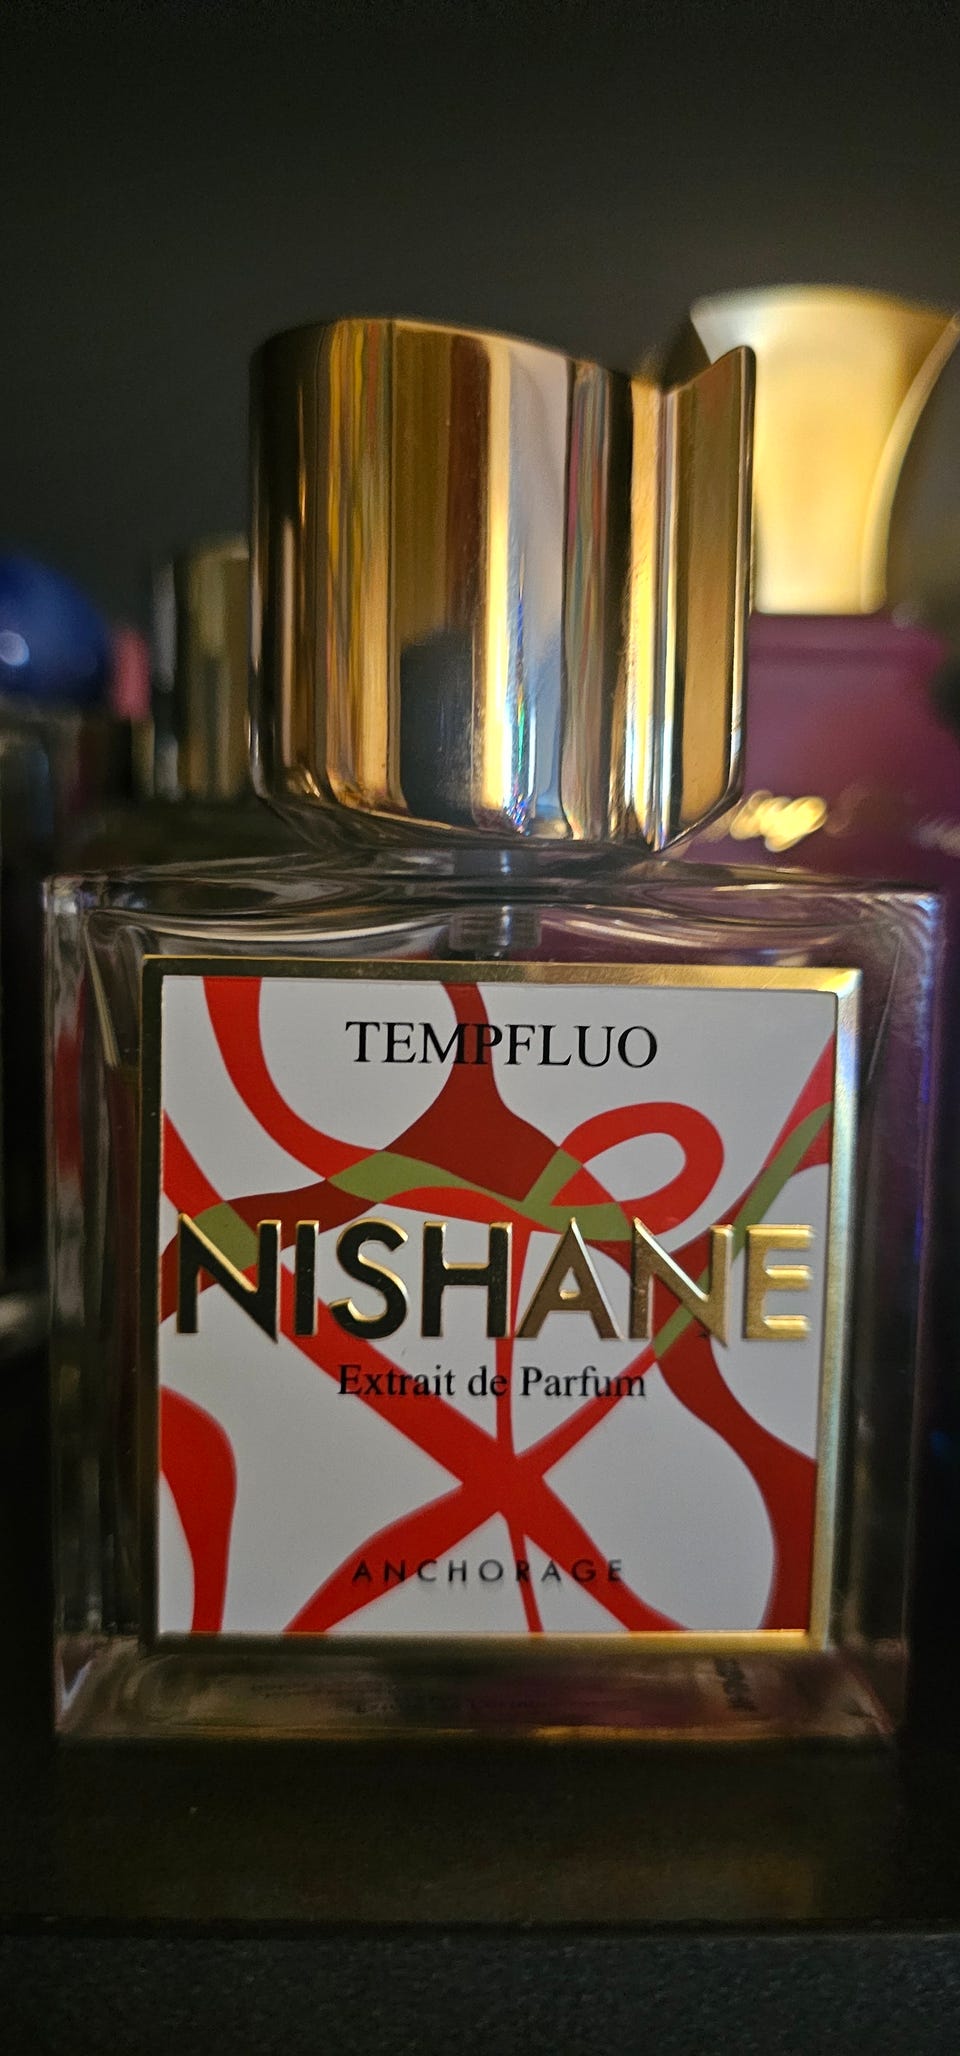 TEMPFLUO
NISHANE
Extrait de Parfum
ANCHORAGE